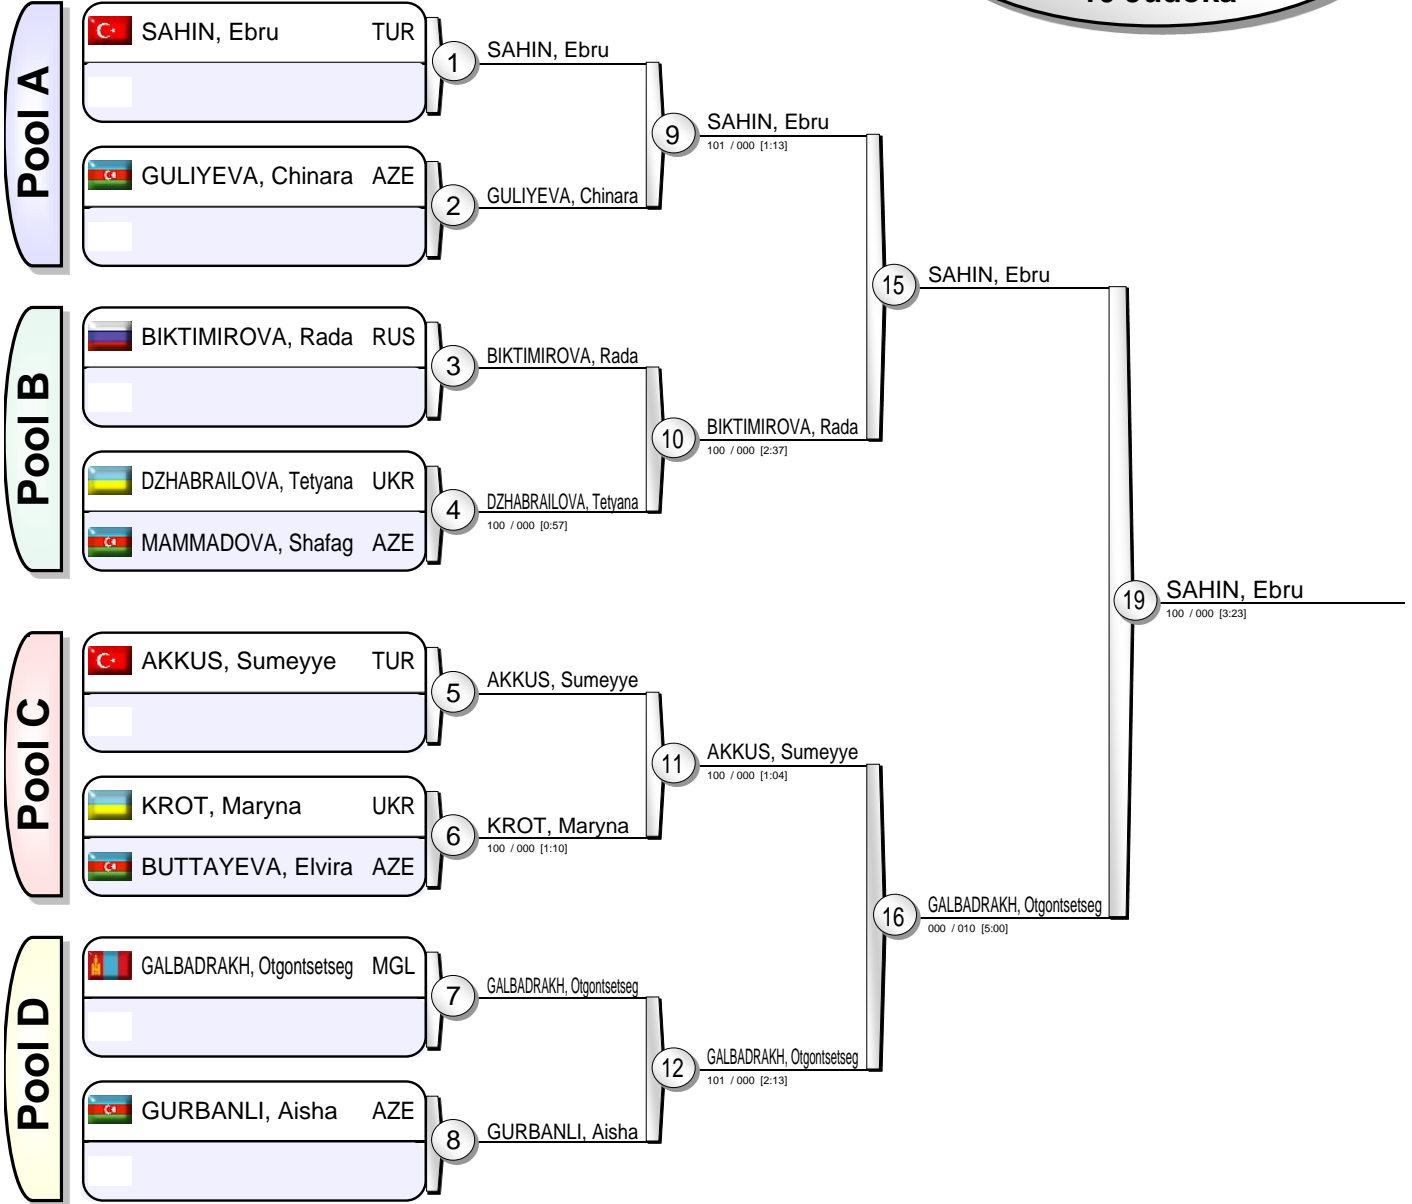 10 Judoka
Pool A
SAHIN, Ebru TUR
1
SAHIN, Ebru
GULIYEVA, Chinara AZE
2
GULIYEVA, Chinara
9
SAHIN, Ebru
101 / 000 [1:13]
Pool B
BIKTIMIROVA, Rada RUS
3
BIKTIMIROVA, Rada
DZHABRAILOVA, Tetyana UKR
MAMMADOVA, Shafag AZE
4
DZHABRAILOVA, Tetyana
100 / 000 [0:57]
10
BIKTIMIROVA, Rada
100 / 000 [2:37]
15
SAHIN, Ebru
Pool C
AKKUS, Sumeyye TUR
5
AKKUS, Sumeyye
KROT, Maryna UKR
BUTTAYEVA, Elvira AZE
6
KROT, Maryna
100 / 000 [1:10]
11
AKKUS, Sumeyye
100 / 000 [1:04]
Pool D
GALBADRAKH, Otgontsetseg MGL
7
GALBADRAKH, Otgontsetseg
GURBANLI, Aisha AZE
8
GURBANLI, Aisha
12
GALBADRAKH, Otgontsetseg
101 / 000 [2:13]
16
GALBADRAKH, Otgontsetseg
000 / 010 [5:00]
19
SAHIN, Ebru
100 / 000 [3:23]